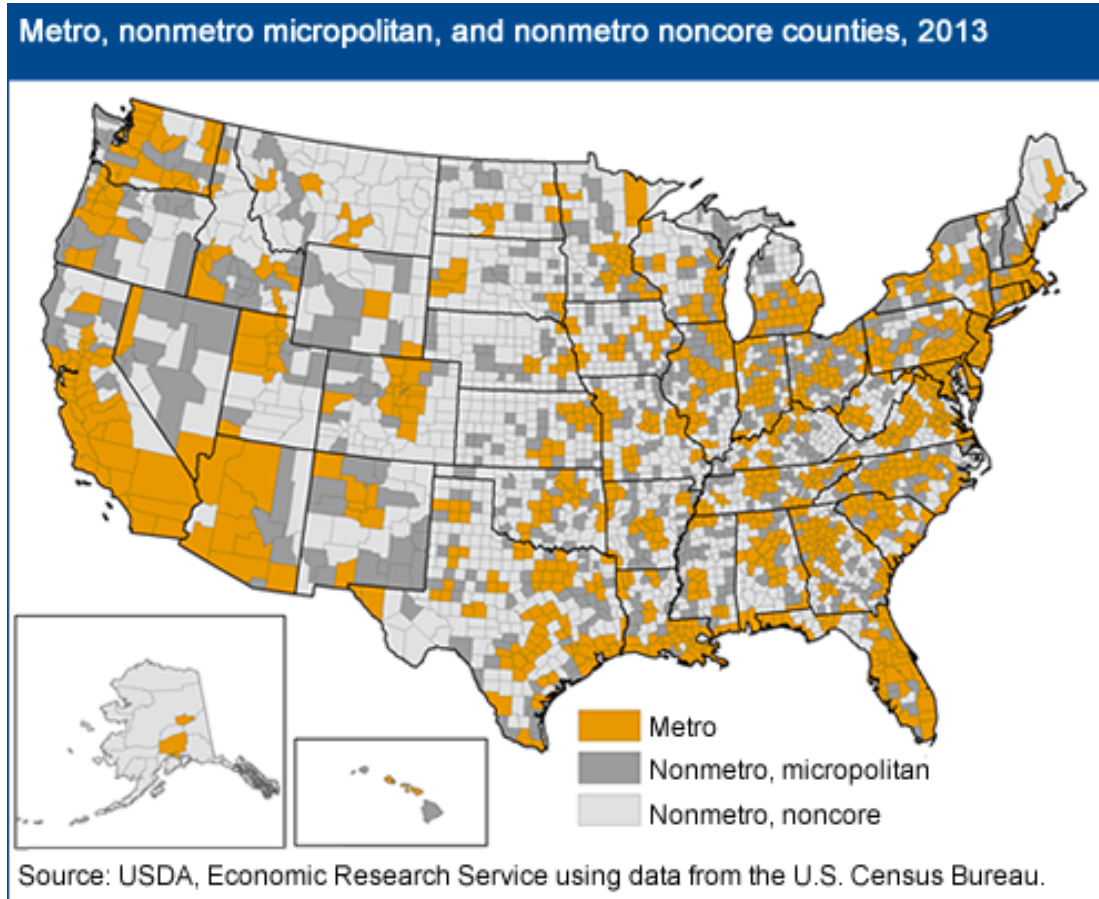 Metro, nonmetro micropolitan, and nonmetro noncore counties, 2013
Metro
Nonmetro, micropolitan
Nonmetro, noncore
Source: USDA, Economic Research Service using data from the U.S. Census Bureau.